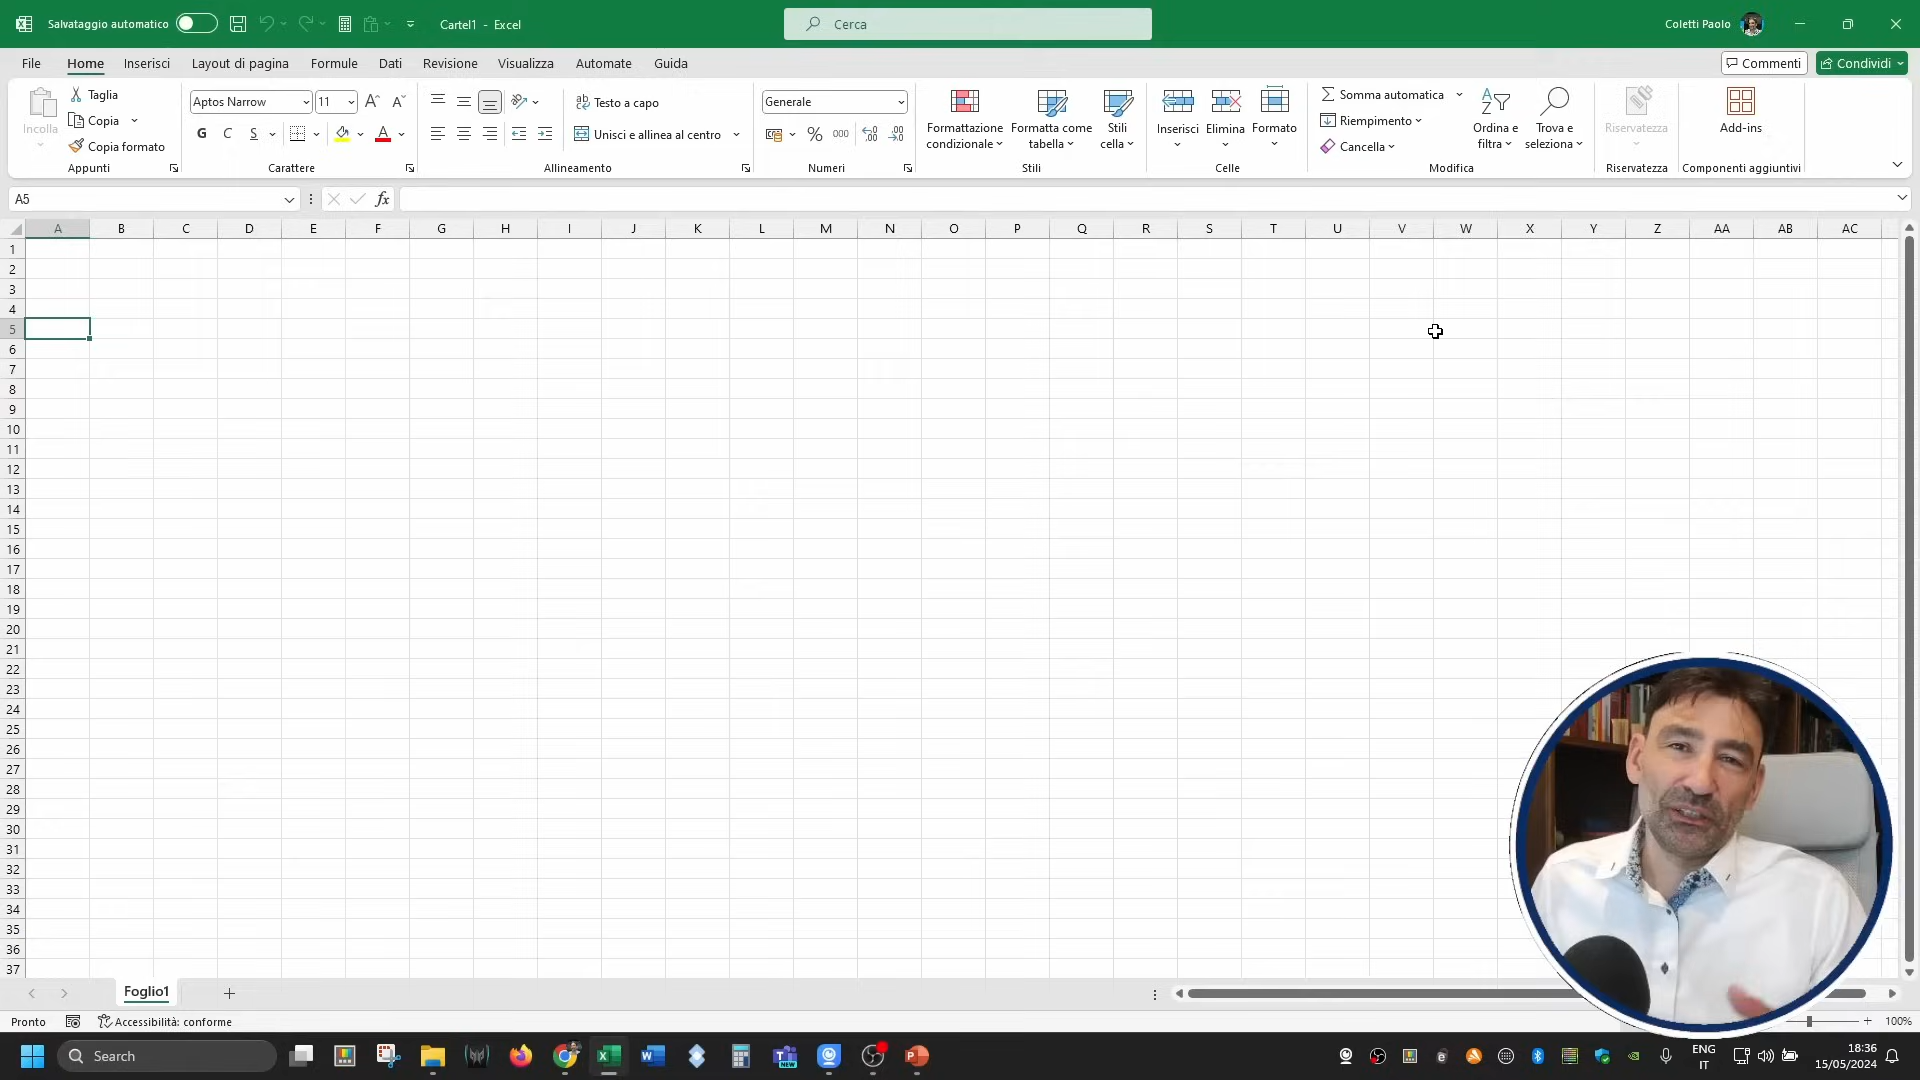 Salvataggio automatico
Cartel1 - Excel
Cerca
Coletti Paolo
File Home Inserisci Layout di pagina Formule Dati Revisione Visualizza Automate Guida
Commenti
Condividi
Incolla
Taglia
Copia
Copia formato
Appunti
Aptos Narrow 11
G C S
Carattere
Testo a capo
Unisci e allinea al centro
Allineamento
Generale
% 000
Numeri
Formattazione condizionale
Formatta come tabella
Stili cella
Stili
Inserisci Elimina Formato
Celle
Somma automatica
Riempimento
Cancella
Ordina e filtra
Trova e seleziona
Modifica
Riservatezza
Riservatezza
Add-ins
Componenti aggiuntivi
A5
fx
A B C D E F G H I J K L M N O P Q R S T U V W X Y Z AA AB AC
1
2
3
4
5
6
7
8
9
10
11
12
13
14
15
16
17
18
19
20
21
22
23
24
25
26
27
28
29
30
31
32
33
34
35
36
37
Foglio1
Pronto
Accessibilità: conforme
100%
Search
ENG
IT
18:36
15/05/2024